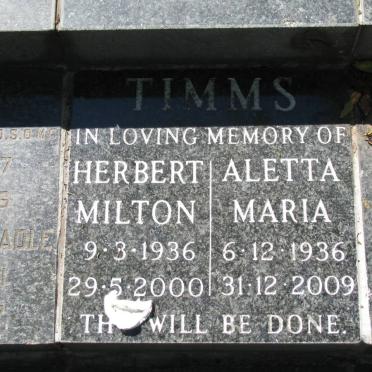 TIMMS
IN LOVING MEMORY OF
HERBERT ALETTA
MILTON MARIA
9·3·1936 6·12·1936
29·5·2000 31·12·2009
WILL BE DONE.